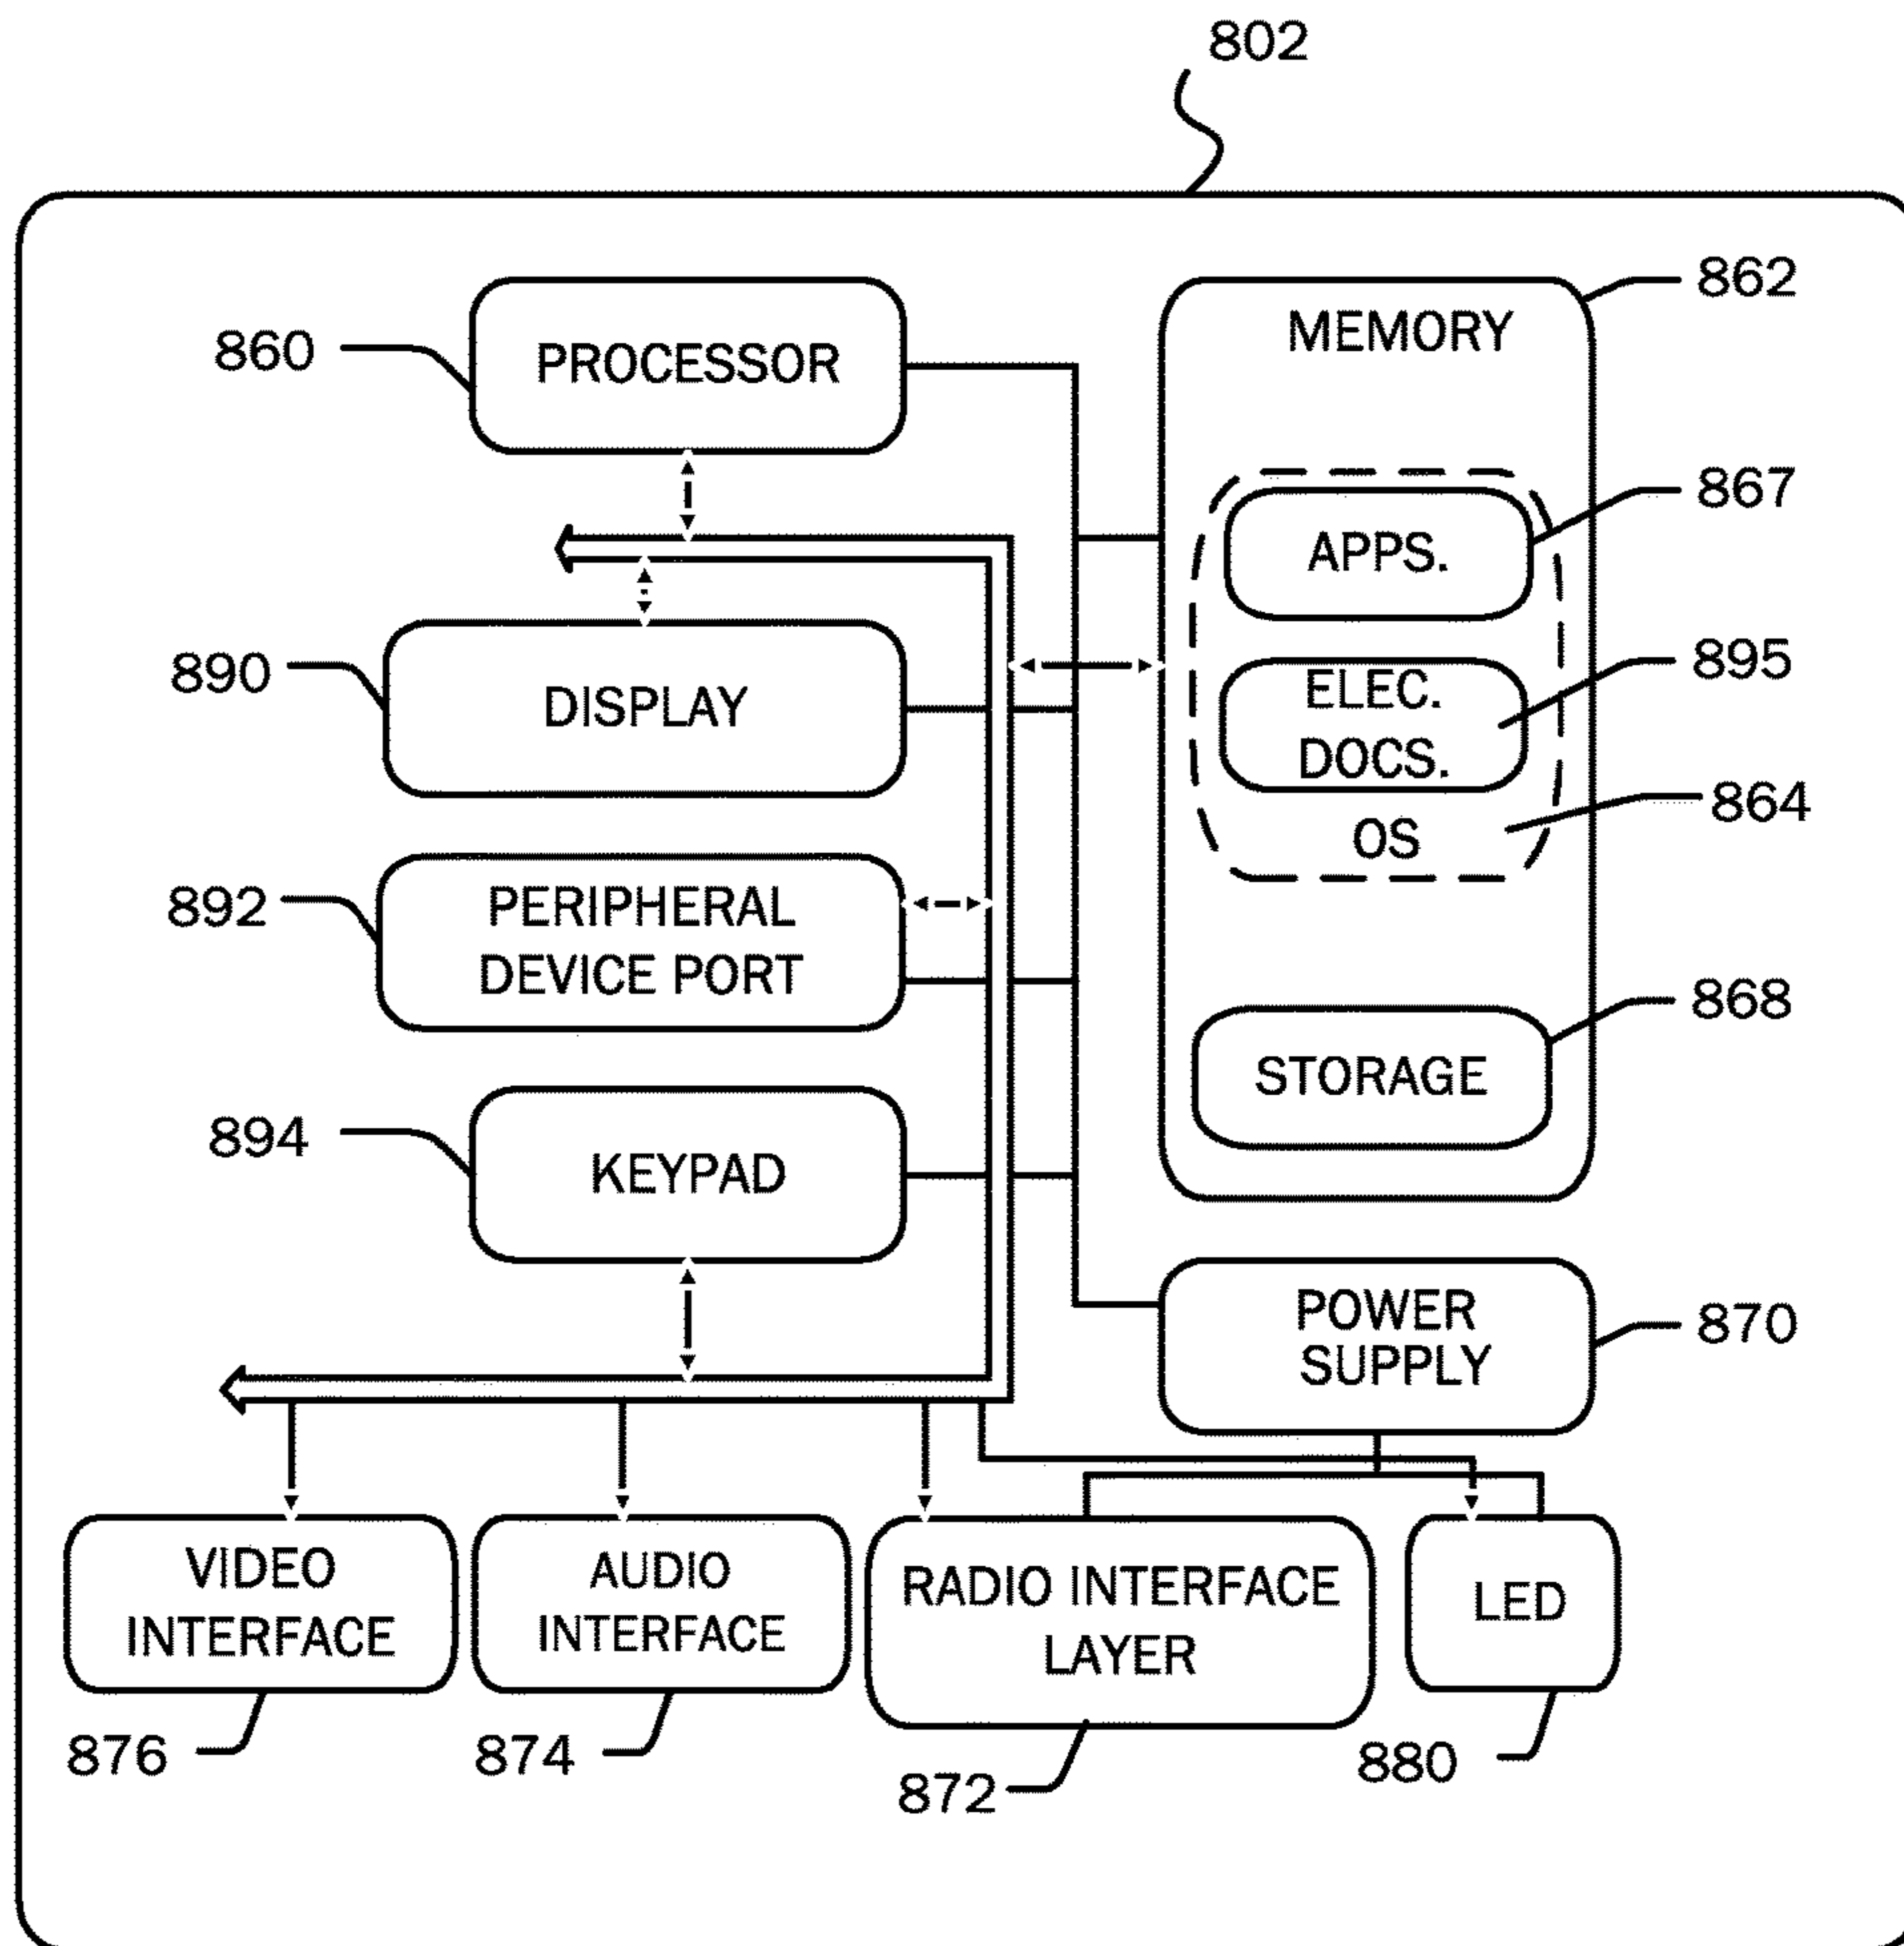 802
862
MEMORY
860
PROCESSOR
867
APPS.
895
ELEC.
DOCS.
890
DISPLAY
864
OS
892
PERIPHERAL
DEVICE PORT
868
STORAGE
894
KEYPAD
870
POWER
SUPPLY
VIDEO
INTERFACE
AUDIO
INTERFACE
RADIO INTERFACE
LAYER
LED
876
874
872
880